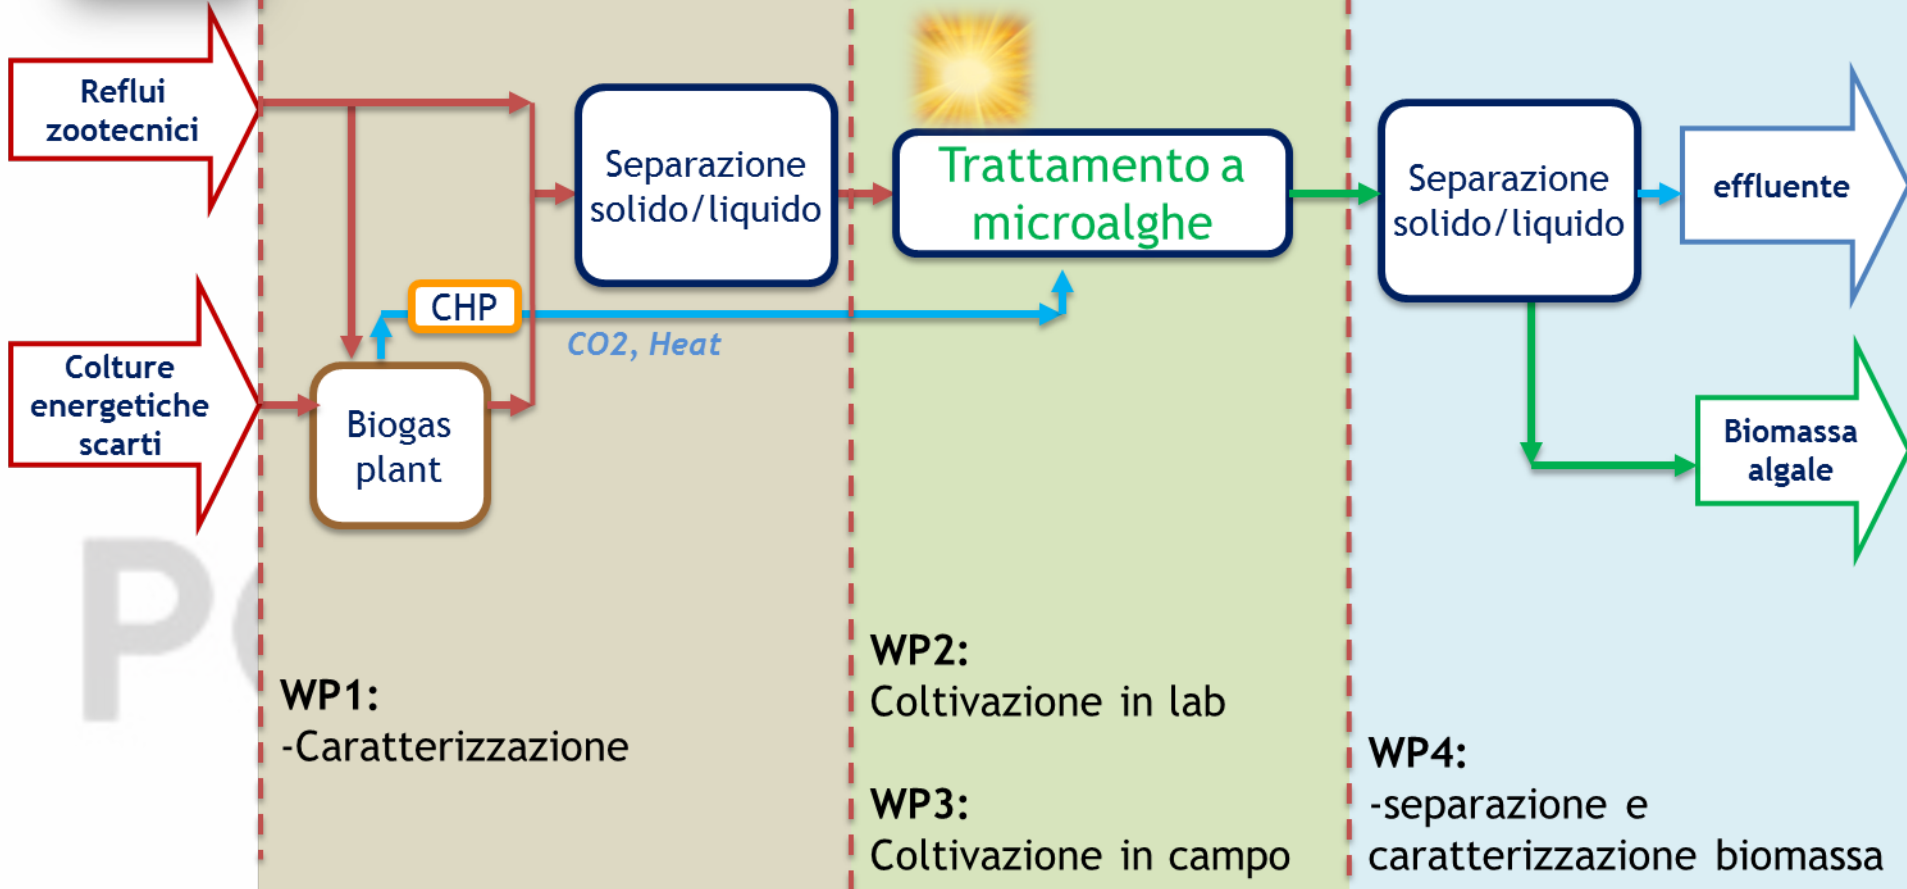 Reflui
zootecnici
Colture
energetiche
scarti
Biogas
plant
CHP
CO2, Heat
Separazione
solido/liquido
Trattamento a
microalghe
Separazione
solido/liquido
effluente
Biomassa
algale
WP1:
-Caratterizzazione
WP2:
Coltivazione in lab
WP3:
Coltivazione in campo
WP4:
-separazione e
caratterizzazione biomassa